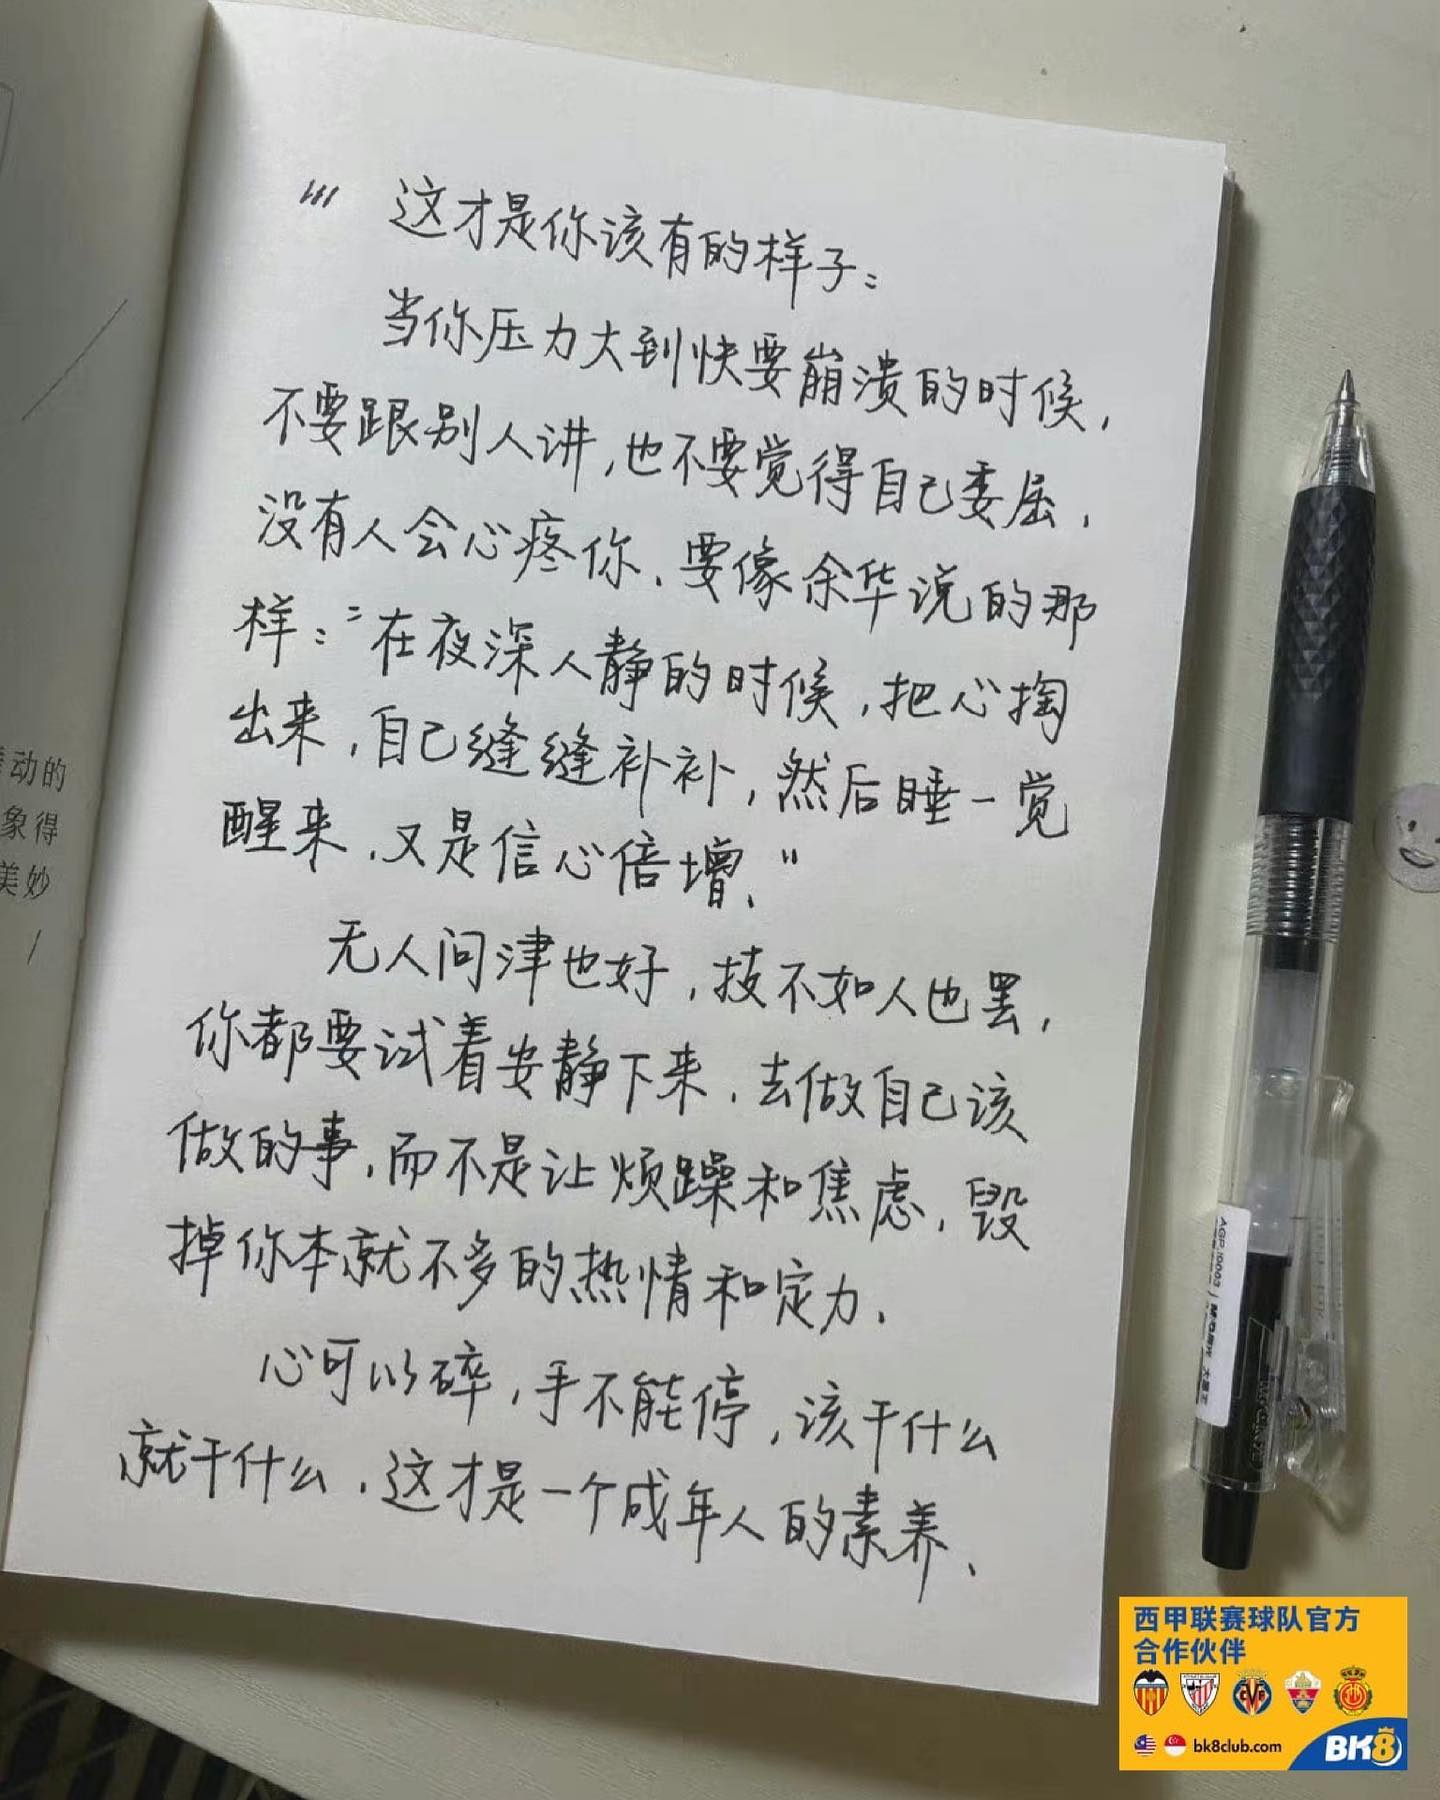 这才是你该有的样子：
当你压力大到快要崩溃的时候，
不要跟别人讲，也不要觉得自己委屈，
没有人会心疼你、要像余华说的那
样："在夜深人静的时候，把心掏
出来，自己缝缝补补，然后睡一觉
醒来，又是信心倍增、"
无人问津也好，技不如人也罢，
你都要试着安静下来，去做自己该
做的事，而不是让烦躁和焦虑，毁
掉你本就不多的热情和定力、
心可以碎，手不能停，该干什么
就干什么，这才是一个成年人的素养、
动的
象得
美妙
西甲联赛球队官方
合作伙伴
bk8club.com
BK8